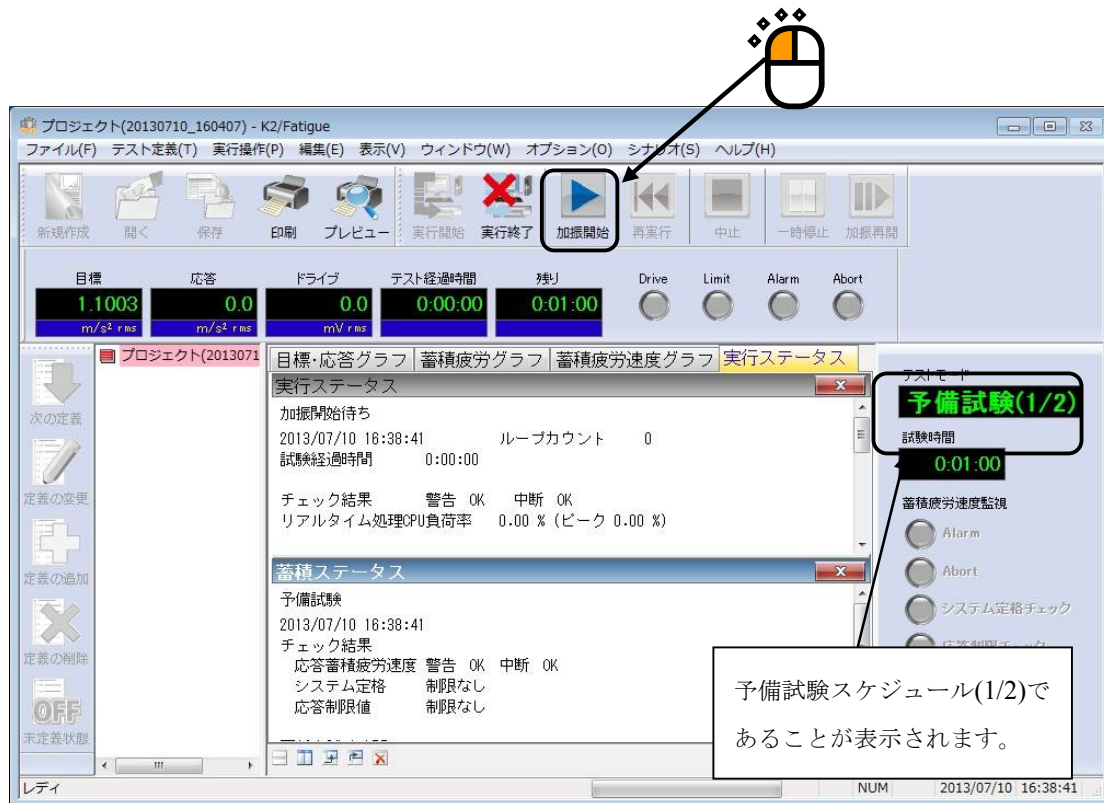 プロジェクト(20130710_160407) - K2/Fatigue
ファイル(F) テスト定義(T) 実行操作(P) 編集(E) 表示(V) ウィンドウ(W) オプション(O) シナリオ(S) ヘルプ(H)
新規作成 開く 保存 印刷 プレビュー 実行開始 実行終了 加振開始 再実行 中止 一時停止 加振再開
目標 応答 ドライブ テスト経過時間 残り Drive Limit Alarm Abort
1.1003 0.0 0.0 0:00:00 0:01:00
m/s² rms m/s² rms mV rms
プロジェクト(2013071
目標・応答グラフ 蓄積疲労グラフ 蓄積疲労速度グラフ 実行ステータス
実行ステータス
加振開始待ち
2013/07/10 16:38:41 ループカウント 0
試験経過時間 0:00:00
チェック結果 警告 OK 中断 OK
リアルタイム処理CPU負荷率 0.00 % (ピーク 0.00 %)
蓄積ステータス
予備試験
2013/07/10 16:38:41
チェック結果
応答蓄積疲労速度 警告 OK 中断 OK
システム定格 制限なし
応答制限値 制限なし
次の定義
定義の変更
定義の追加
定義の削除
OFF
未定義状態
テストモード
予備試験(1/2)
試験時間
0:01:00
蓄積疲労速度監視
Alarm
Abort
システム定格チェック
応答制限チェック
予備試験スケジュール(1/2)で
あることが表示されます。
レディ NUM 2013/07/10 16:38:41